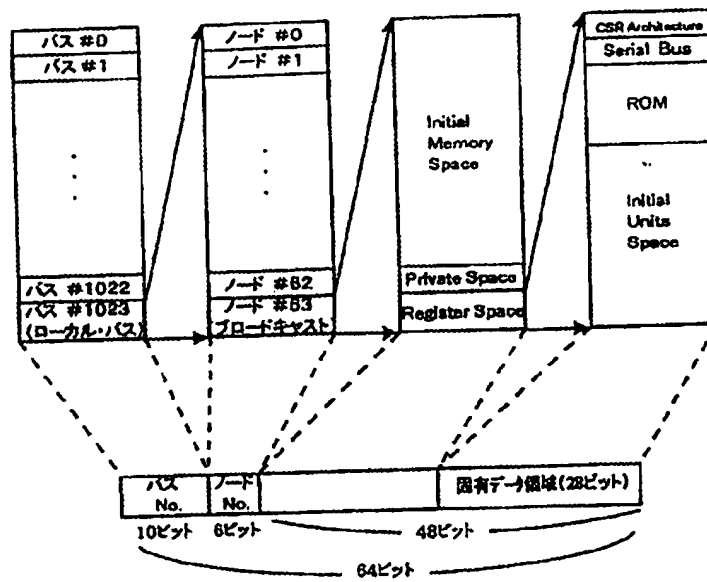 バス #0
バス #1
バス #1022
バス #1023
(ローカル・バス)
ノード #0
ノード #1
ノード #62
ノード #63
(ブロードキャスト)
Initial
Memory
Space
Private Space
Register Space
CSR Architecture
Serial Bus
ROM
Initial
Units
Space
バス
No.
ノード
No.
固有データ領域(28ビット)
10ビット
6ビット
48ビット
64ビット